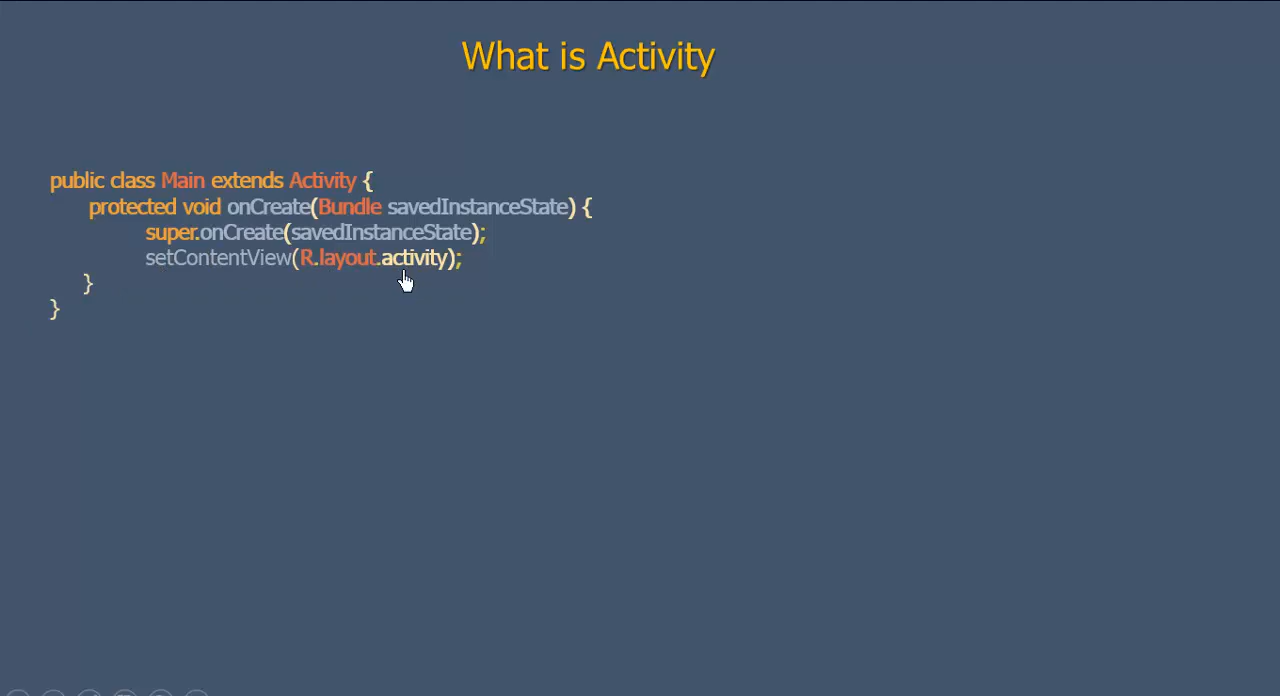 What is Activity
public class Main extends Activity {
protected void onCreate(Bundle savedInstanceState) {
super.onCreate(savedInstanceState);
setContentView(R.layout.activity);
}
}